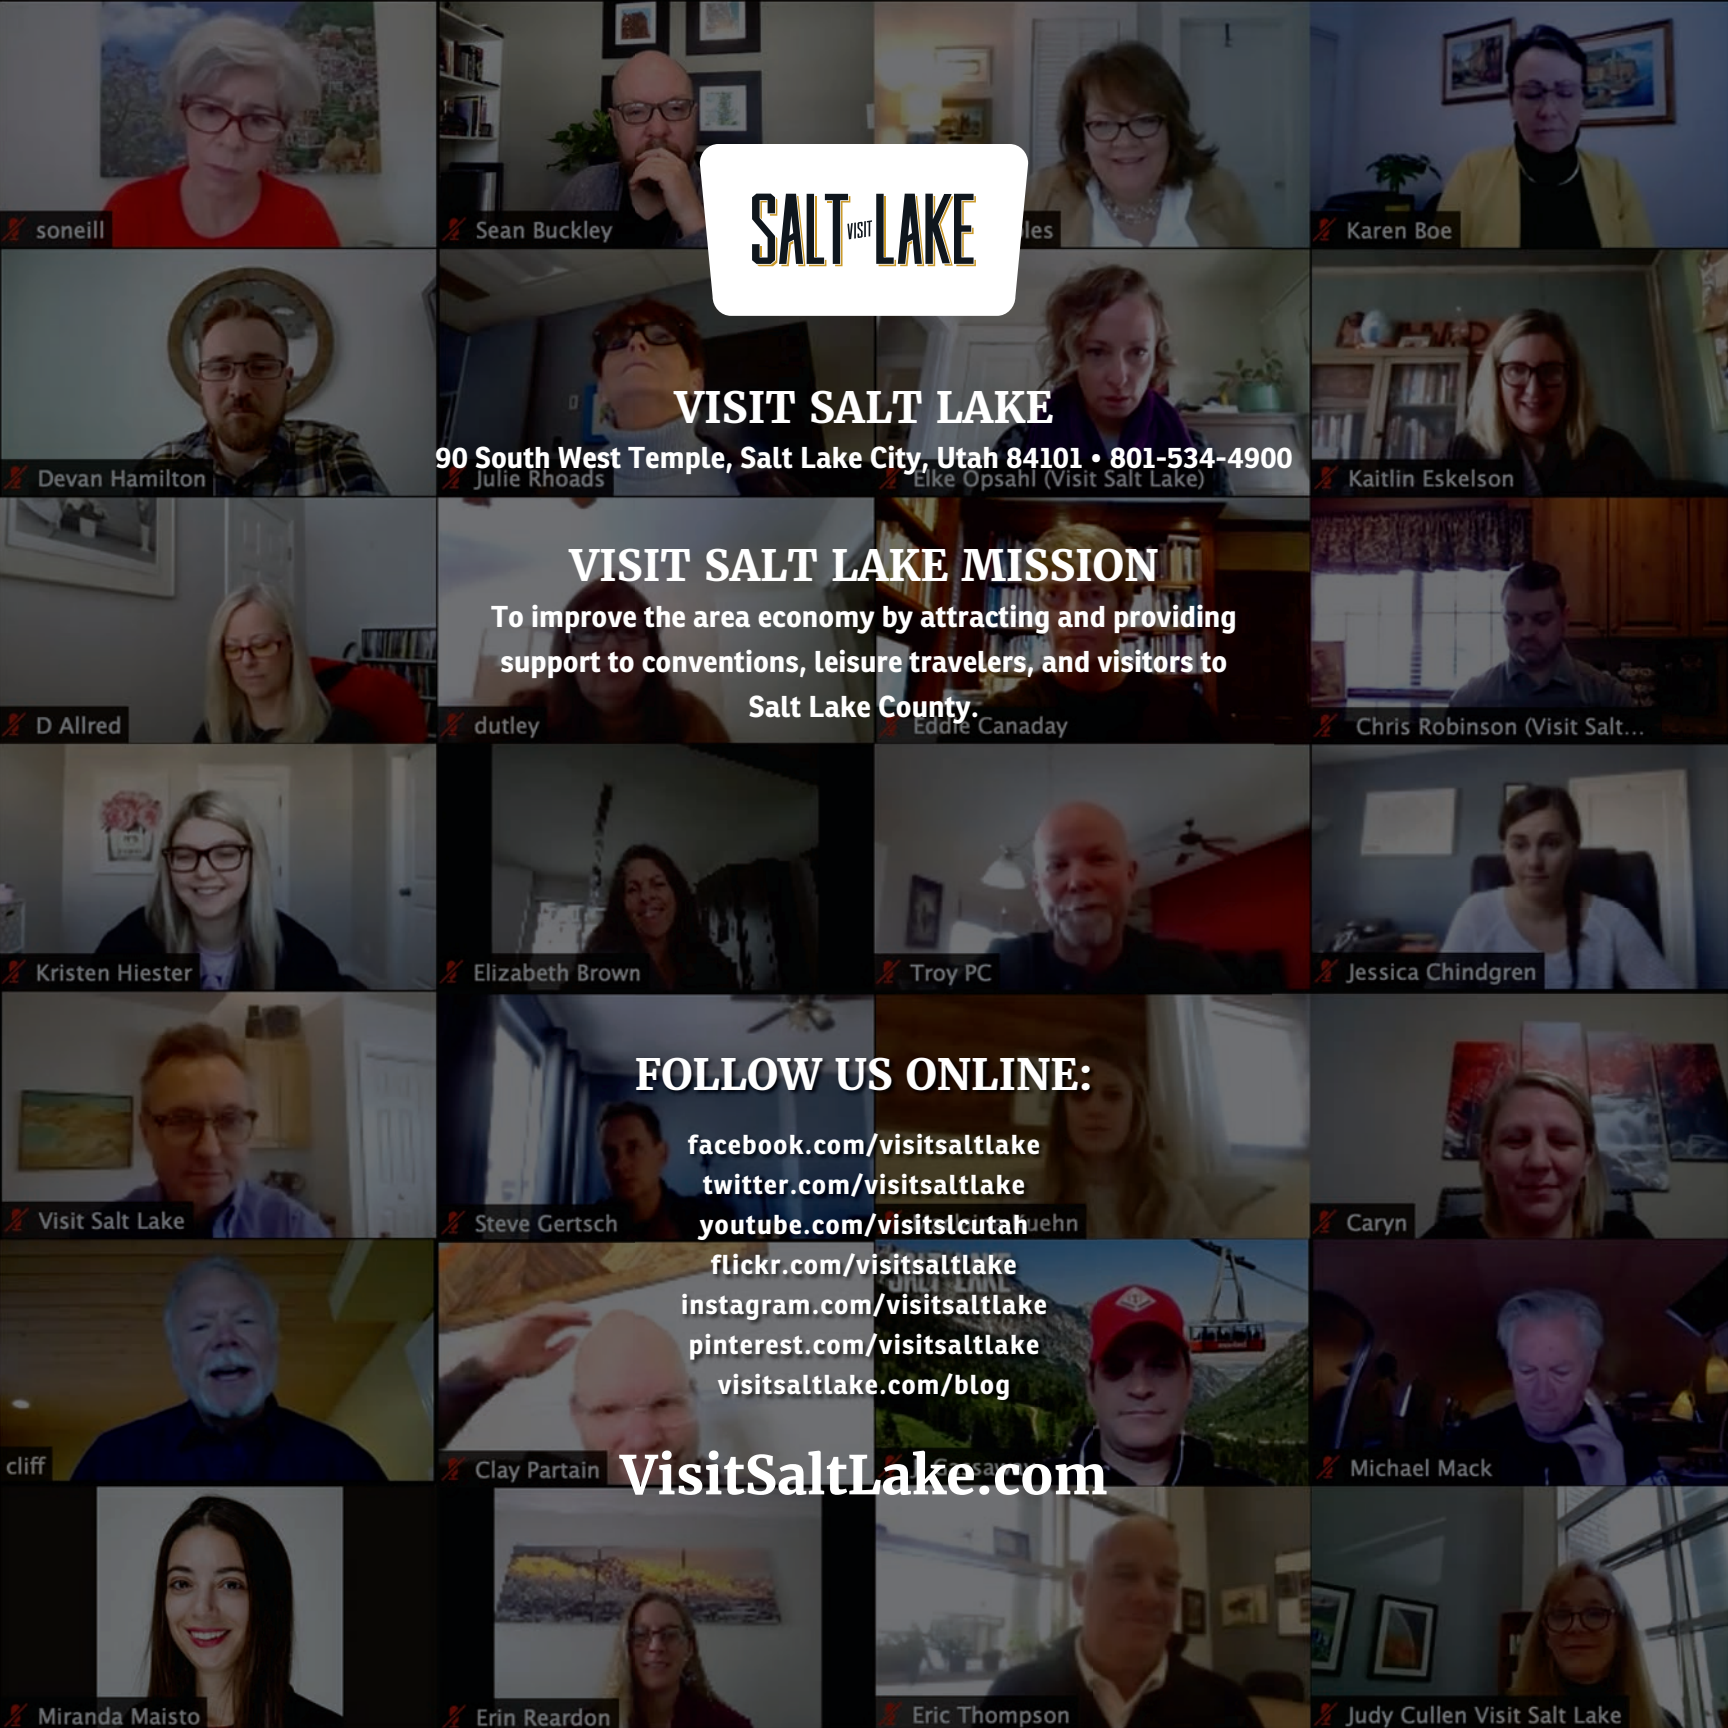 soneill
Sean Buckley
les
Karen Boe
SALT VISIT LAKE
Devan Hamilton
Julie Rhoads
Elke Opsahl (Visit Salt Lake)
Kaitlin Eskelson
VISIT SALT LAKE
90 South West Temple, Salt Lake City, Utah 84101 • 801-534-4900
VISIT SALT LAKE MISSION
To improve the area economy by attracting and providing
support to conventions, leisure travelers, and visitors to
Salt Lake County.
D Allred
dutley
Eddie Canaday
Chris Robinson (Visit Salt...
Kristen Hiester
Elizabeth Brown
Troy PC
Jessica Chindgren
FOLLOW US ONLINE:
facebook.com/visitsaltlake
twitter.com/visitsaltlake
youtube.com/visitslcutah
flickr.com/visitsaltlake
instagram.com/visitsaltlake
pinterest.com/visitsaltlake
visitsaltlake.com/blog
Visit Salt Lake
Steve Gertsch
Caryn
SALT LAKE
VisitSaltLake.com
cliff
Clay Partain
Michael Mack
Miranda Maisto
Erin Reardon
Eric Thompson
Judy Cullen Visit Salt Lake